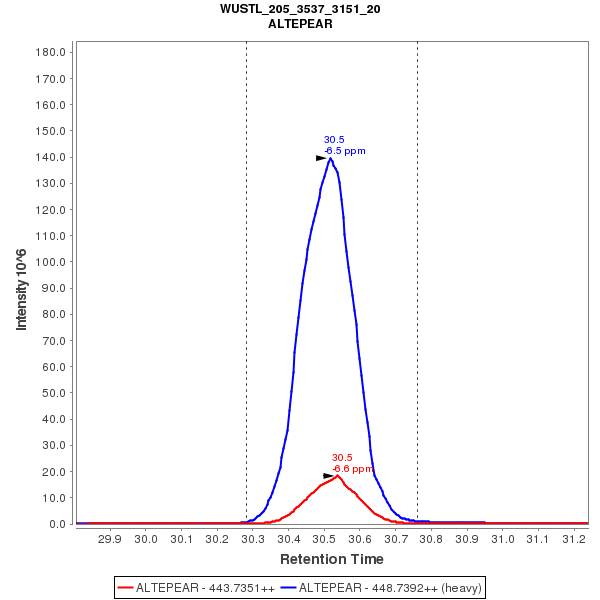 WUSTL_205_3537_3151_20
ALTEPEAR
Intensity 10^6
180.0
170.0
160.0
150.0
140.0
130.0
120.0
110.0
100.0
90.0
80.0
70.0
60.0
50.0
40.0
30.0
20.0
10.0
0.0
30.5
-6.5 ppm
30.5
-6.6 ppm
29.9 30.0 30.1 30.2 30.3 30.4 30.5 30.6 30.7 30.8 30.9 31.0 31.1 31.2
Retention Time
ALTEPEAR - 443.7351++ ALTEPEAR - 448.7392++ (heavy)